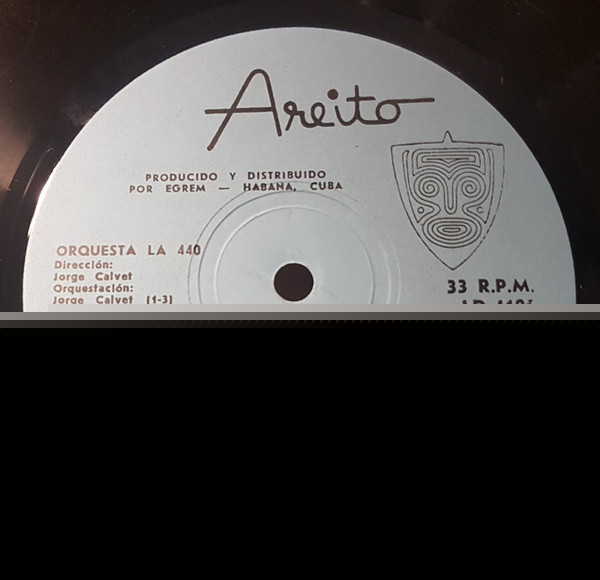 Areito
PRODUCIDO Y DISTRIBUIDO
POR EGREM — HABANA, CUBA
ORQUESTA LA 440
Dirección:
Jorge Calvet
Orquestación:
Jorge Calvet (1-3)
33 R.P.M.